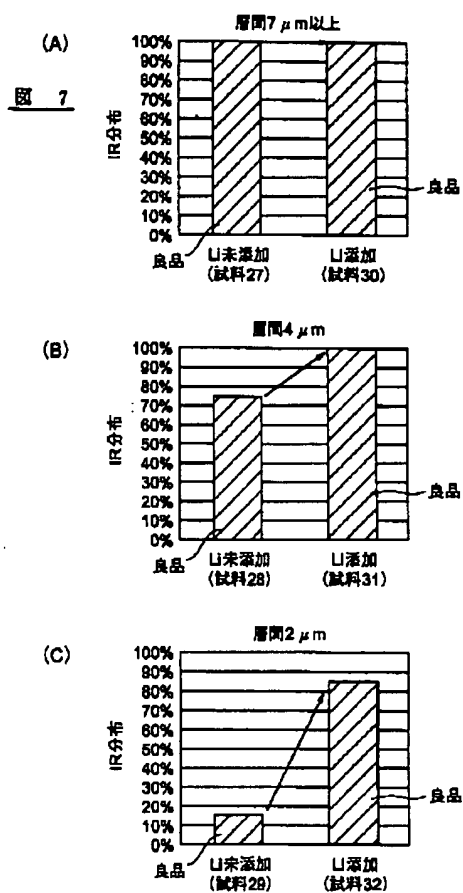 図 7
(A)
層間7μm以上
IR分布
100%
90%
80%
70%
60%
50%
40%
30%
20%
10%
0%
良品
良品
Li未添加
(試料27)
Li添加
(試料30)
(B)
層間4μm
IR分布
100%
90%
80%
70%
60%
50%
40%
30%
20%
10%
0%
良品
良品
Li未添加
(試料28)
Li添加
(試料31)
(C)
層間2μm
IR分布
100%
90%
80%
70%
60%
50%
40%
30%
20%
10%
0%
良品
良品
Li未添加
(試料29)
Li添加
(試料32)